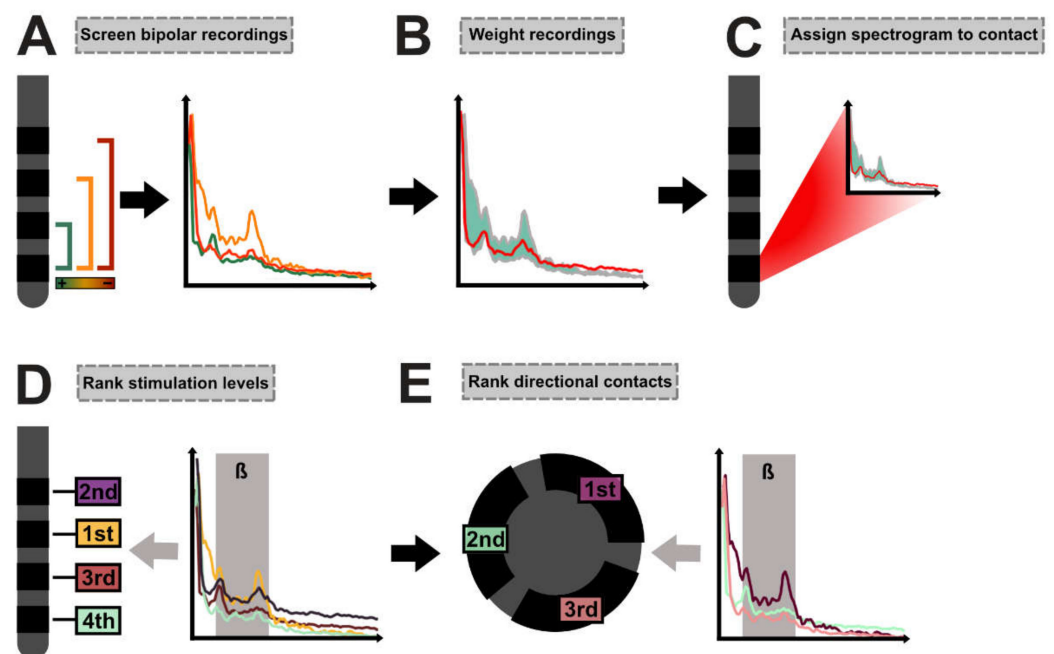 A
Screen bipolar recordings
B
Weight recordings
C
Assign spectrogram to contact
+
−
D
Rank stimulation levels
E
Rank directional contacts
2nd
1st
3rd
4th
ß
1st
2nd
3rd
ß